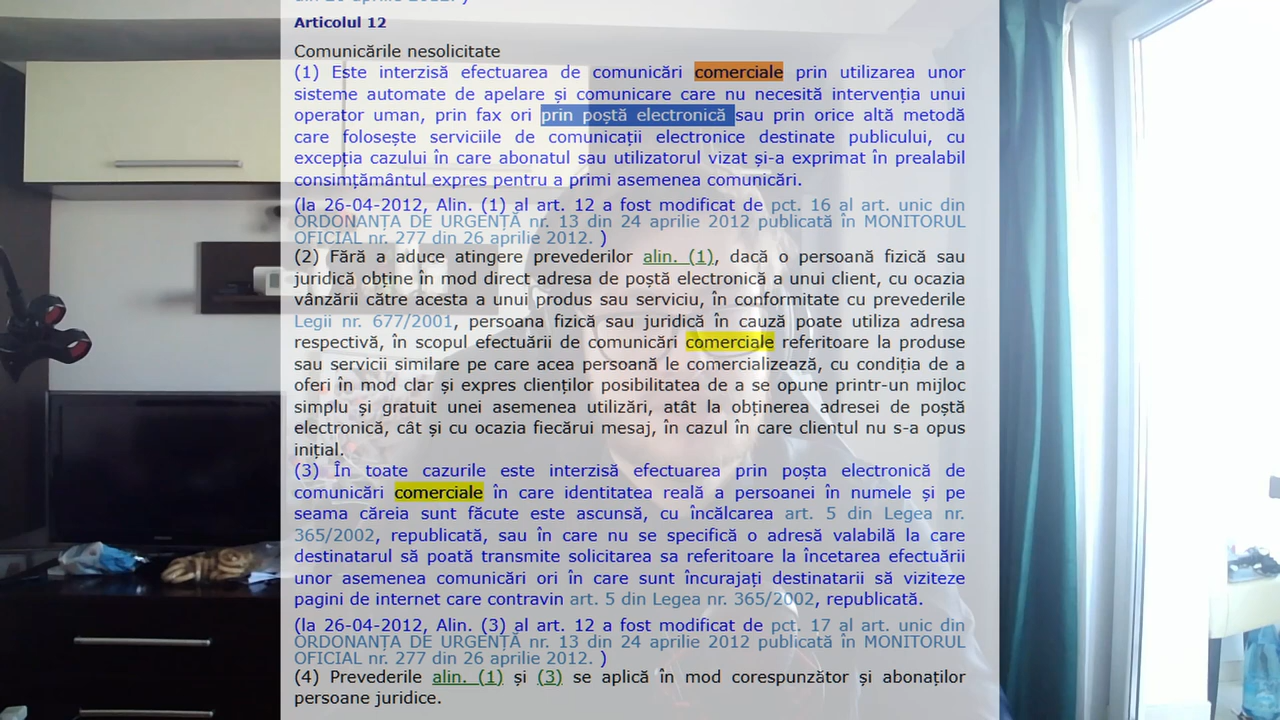 Articolul 12
Comunicările nesolicitate
(1) Este interzisă efectuarea de comunicări comerciale prin utilizarea unor
sisteme automate de apelare și comunicare care nu necesită intervenția unui
operator uman, prin fax ori prin poștă electronică sau prin orice altă metodă
care folosește serviciile de comunicații electronice destinate publicului, cu
excepția cazului în care abonatul sau utilizatorul vizat și-a exprimat în prealabil
consimțământul expres pentru a primi asemenea comunicări.
(la 26-04-2012, Alin. (1) al art. 12 a fost modificat de pct. 16 al art. unic din
ORDONANȚA DE URGENȚĂ nr. 13 din 24 aprilie 2012 publicată în MONITORUL
OFICIAL nr. 277 din 26 aprilie 2012. )
(2) Fără a aduce atingere prevederilor alin. (1), dacă o persoană fizică sau
juridică obține în mod direct adresa de poștă electronică a unui client, cu ocazia
vânzării către acesta a unui produs sau serviciu, în conformitate cu prevederile
Legii nr. 677/2001, persoana fizică sau juridică în cauză poate utiliza adresa
respectivă, în scopul efectuării de comunicări comerciale referitoare la produse
sau servicii similare pe care acea persoană le comercializează, cu condiția de a
oferi în mod clar și expres clienților posibilitatea de a se opune printr-un mijloc
simplu și gratuit unei asemenea utilizări, atât la obținerea adresei de poștă
electronică, cât și cu ocazia fiecărui mesaj, în cazul în care clientul nu s-a opus
inițial.
(3) În toate cazurile este interzisă efectuarea prin poșta electronică de
comunicări comerciale în care identitatea reală a persoanei în numele și pe
seama căreia sunt făcute este ascunsă, cu încălcarea art. 5 din Legea nr.
365/2002, republicată, sau în care nu se specifică o adresă valabilă la care
destinatarul să poată transmite solicitarea sa referitoare la încetarea efectuării
unor asemenea comunicări ori în care sunt încurajați destinatarii să viziteze
pagini de internet care contravin art. 5 din Legea nr. 365/2002, republicată.
(la 26-04-2012, Alin. (3) al art. 12 a fost modificat de pct. 17 al art. unic din
ORDONANȚA DE URGENȚĂ nr. 13 din 24 aprilie 2012 publicată în MONITORUL
OFICIAL nr. 277 din 26 aprilie 2012. )
(4) Prevederile alin. (1) și (3) se aplică în mod corespunzător și abonaților
persoane juridice.